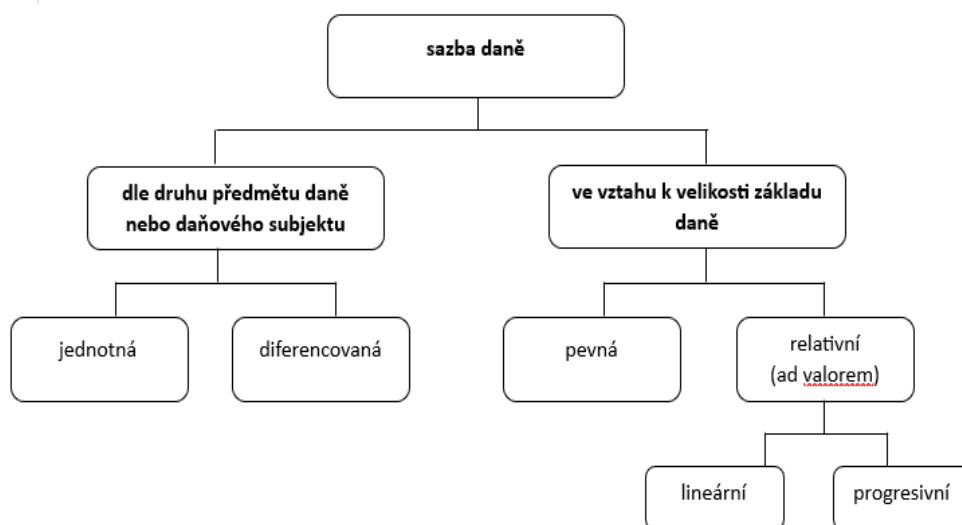 sazba daně
dle druhu předmětu daně
nebo daňového subjektu
ve vztahu k velikosti základu
daně
jednotná
diferencovaná
pevná
relativní
(ad valorem)
lineární
progresivní